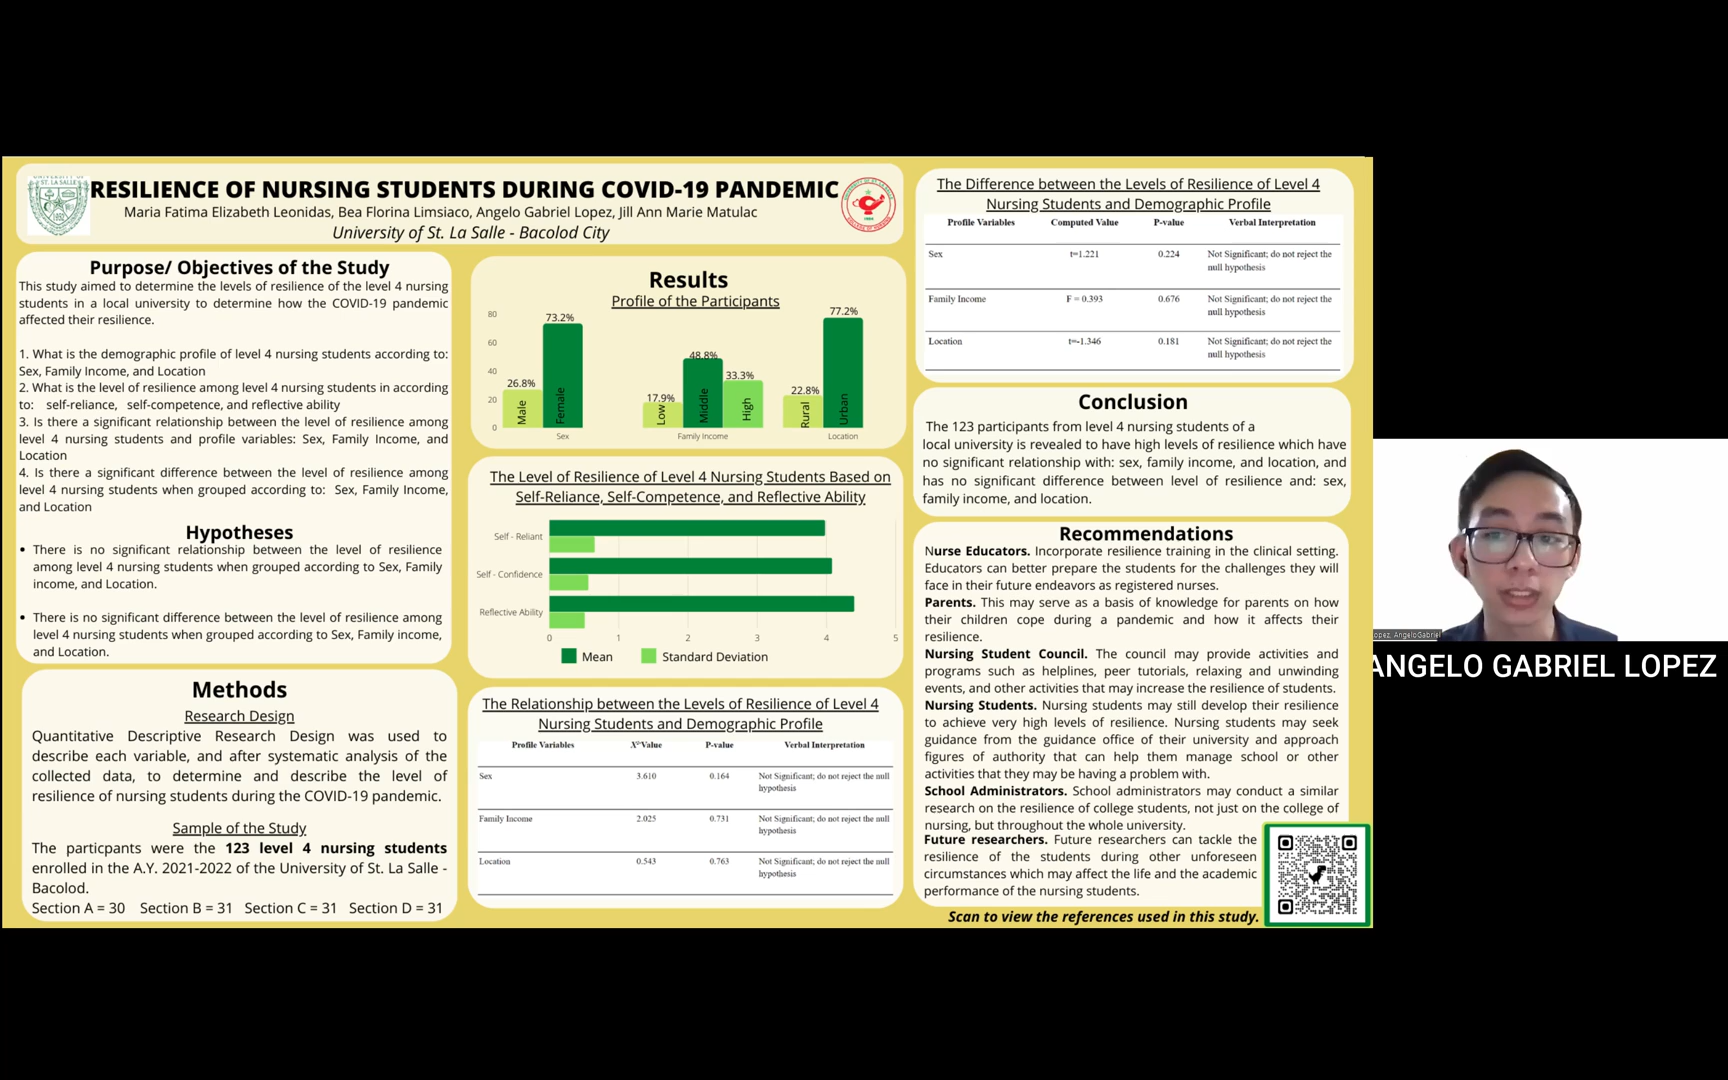 UNIVERSITY OF
ST. LA SALLE
RESILIENCE OF NURSING STUDENTS DURING COVID-19 PANDEMIC
Maria Fatima Elizabeth Leonidas, Bea Florina Limsiaco, Angelo Gabriel Lopez, Jill Ann Marie Matulac
University of St. La Salle - Bacolod City
Purpose/ Objectives of the Study
This study aimed to determine the levels of resilience of the level 4 nursing
students in a local university to determine how the COVID-19 pandemic
affected their resilience.
1. What is the demographic profile of level 4 nursing students according to:
Sex, Family Income, and Location
2. What is the level of resilience among level 4 nursing students in according
to: self-reliance, self-competence, and reflective ability
3. Is there a significant relationship between the level of resilience among
level 4 nursing students and profile variables: Sex, Family Income, and
Location
4. Is there a significant difference between the level of resilience among
level 4 nursing students when grouped according to: Sex, Family Income,
and Location
Hypotheses
• There is no significant relationship between the level of resilience
among level 4 nursing students when grouped according to Sex, Family
income, and Location.
• There is no significant difference between the level of resilience among
level 4 nursing students when grouped according to Sex, Family income,
and Location.
Methods
Research Design
Quantitative Descriptive Research Design was used to
describe each variable, and after systematic analysis of the
collected data, to determine and describe the level of
resilience of nursing students during the COVID-19 pandemic.
Sample of the Study
The particpants were the 123 level 4 nursing students
enrolled in the A.Y. 2021-2022 of the University of St. La Salle -
Bacolod.
Section A = 30 Section B = 31 Section C = 31 Section D = 31
Results
Profile of the Participants
80
60
40
20
0
26.8%
73.2%
17.9%
48.8%
33.3%
22.8%
77.2%
Male
Female
Low
Middle
High
Rural
Urban
Sex
Family Income
Location
The Level of Resilience of Level 4 Nursing Students Based on
Self-Reliance, Self-Competence, and Reflective Ability
Self - Reliant
Self - Confidence
Reflective Ability
0 1 2 3 4 5
Mean Standard Deviation
The Relationship between the Levels of Resilience of Level 4
Nursing Students and Demographic Profile
Profile Variables X² Value P-value Verbal Interpretation
Sex 3.610 0.164 Not Significant; do not reject the null
hypothesis
Family Income 2.025 0.731 Not Significant; do not reject the null
hypothesis
Location 0.543 0.763 Not Significant; do not reject the null
hypothesis
The Difference between the Levels of Resilience of Level 4
Nursing Students and Demographic Profile
Profile Variables Computed Value P-value Verbal Interpretation
Sex t=1.221 0.224 Not Significant; do not reject the
null hypothesis
Family Income F = 0.393 0.676 Not Significant; do not reject the
null hypothesis
Location t=-1.346 0.181 Not Significant; do not reject the
null hypothesis
Conclusion
The 123 participants from level 4 nursing students of a
local university is revealed to have high levels of resilience which have
no significant relationship with: sex, family income, and location, and
has no significant difference between level of resilience and: sex,
family income, and location.
Recommendations
Nurse Educators. Incorporate resilience training in the clinical setting.
Educators can better prepare the students for the challenges they will
face in their future endeavors as registered nurses.
Parents. This may serve as a basis of knowledge for parents on how
their children cope during a pandemic and how it affects their
resilience.
Nursing Student Council. The council may provide activities and
programs such as helplines, peer tutorials, relaxing and unwinding
events, and other activities that may increase the resilience of students.
Nursing Students. Nursing students may still develop their resilience
to achieve very high levels of resilience. Nursing students may seek
guidance from the guidance office of their university and approach
figures of authority that can help them manage school or other
activities that they may be having a problem with.
School Administrators. School administrators may conduct a similar
research on the resilience of college students, not just on the college of
nursing, but throughout the whole university.
Future researchers. Future researchers can tackle the
resilience of the students during other unforeseen
circumstances which may affect the life and the academic
performance of the nursing students.
Scan to view the references used in this study.
Lopez, AngeloGabriel
ANGELO GABRIEL LOPEZ